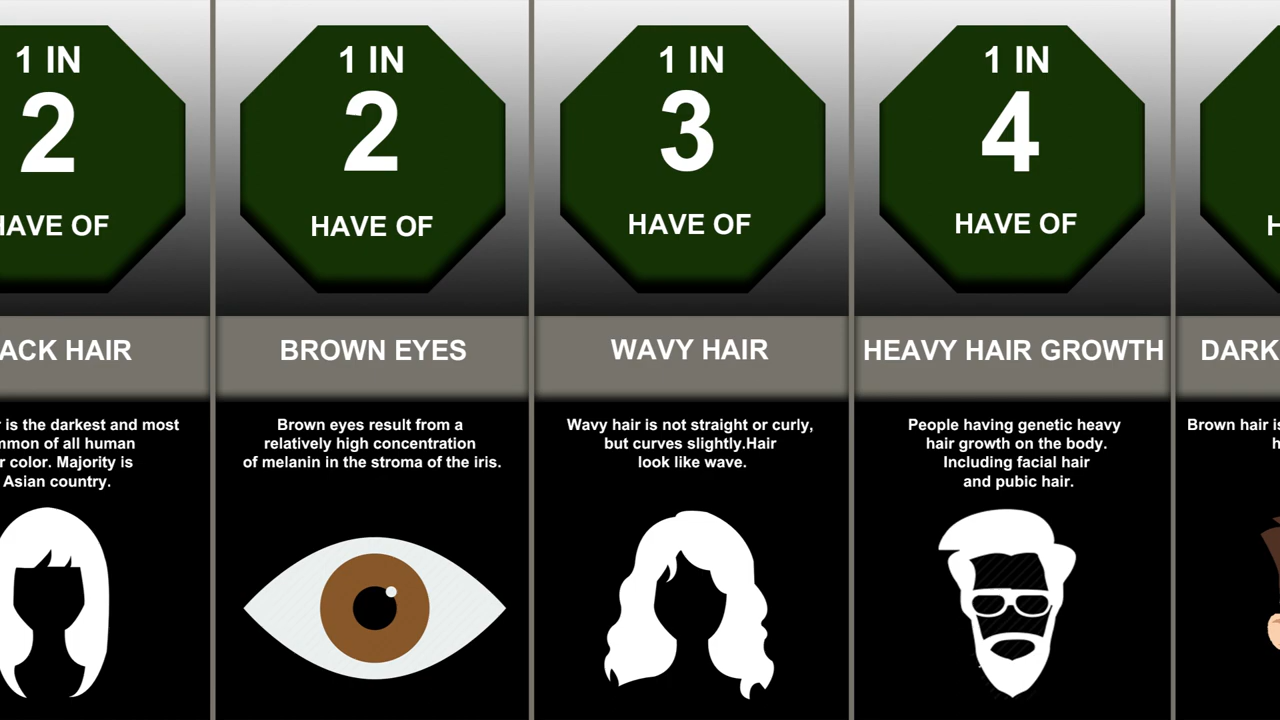 1 IN
2
HAVE OF
ACK HAIR
is the darkest and most
mmon of all human
color. Majority is
Asian country.
1 IN
2
HAVE OF
BROWN EYES
Brown eyes result from a
relatively high concentration
of melanin in the stroma of the iris.
1 IN
3
HAVE OF
WAVY HAIR
Wavy hair is not straight or curly,
but curves slightly.Hair
look like wave.
1 IN
4
HAVE OF
HEAVY HAIR GROWTH
People having genetic heavy
hair growth on the body.
Including facial hair
and pubic hair.
H
DARK
Brown hair is
h